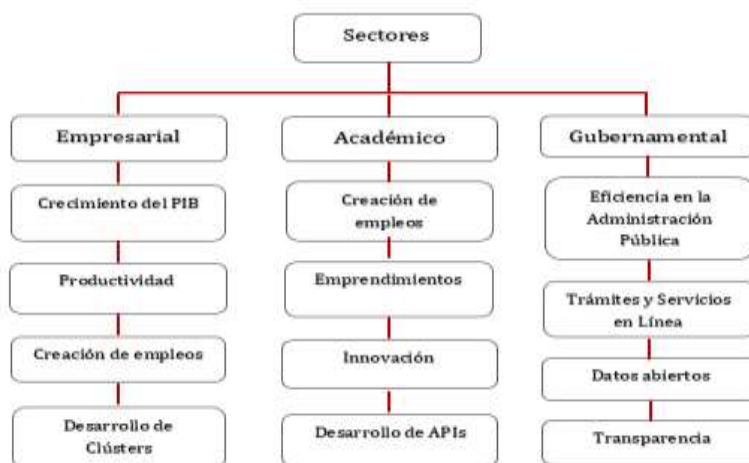 Sectores
Empresarial
Académico
Gubernamental
Crecimiento del PIB
Creación de
empleos
Eficiencia en la
Administración
Pública
Productividad
Emprendimientos
Trámites y Servicios
en Línea
Creación de empleos
Innovación
Datos abiertos
Desarrollo de
Clústers
Desarrollo de APIs
Transparencia